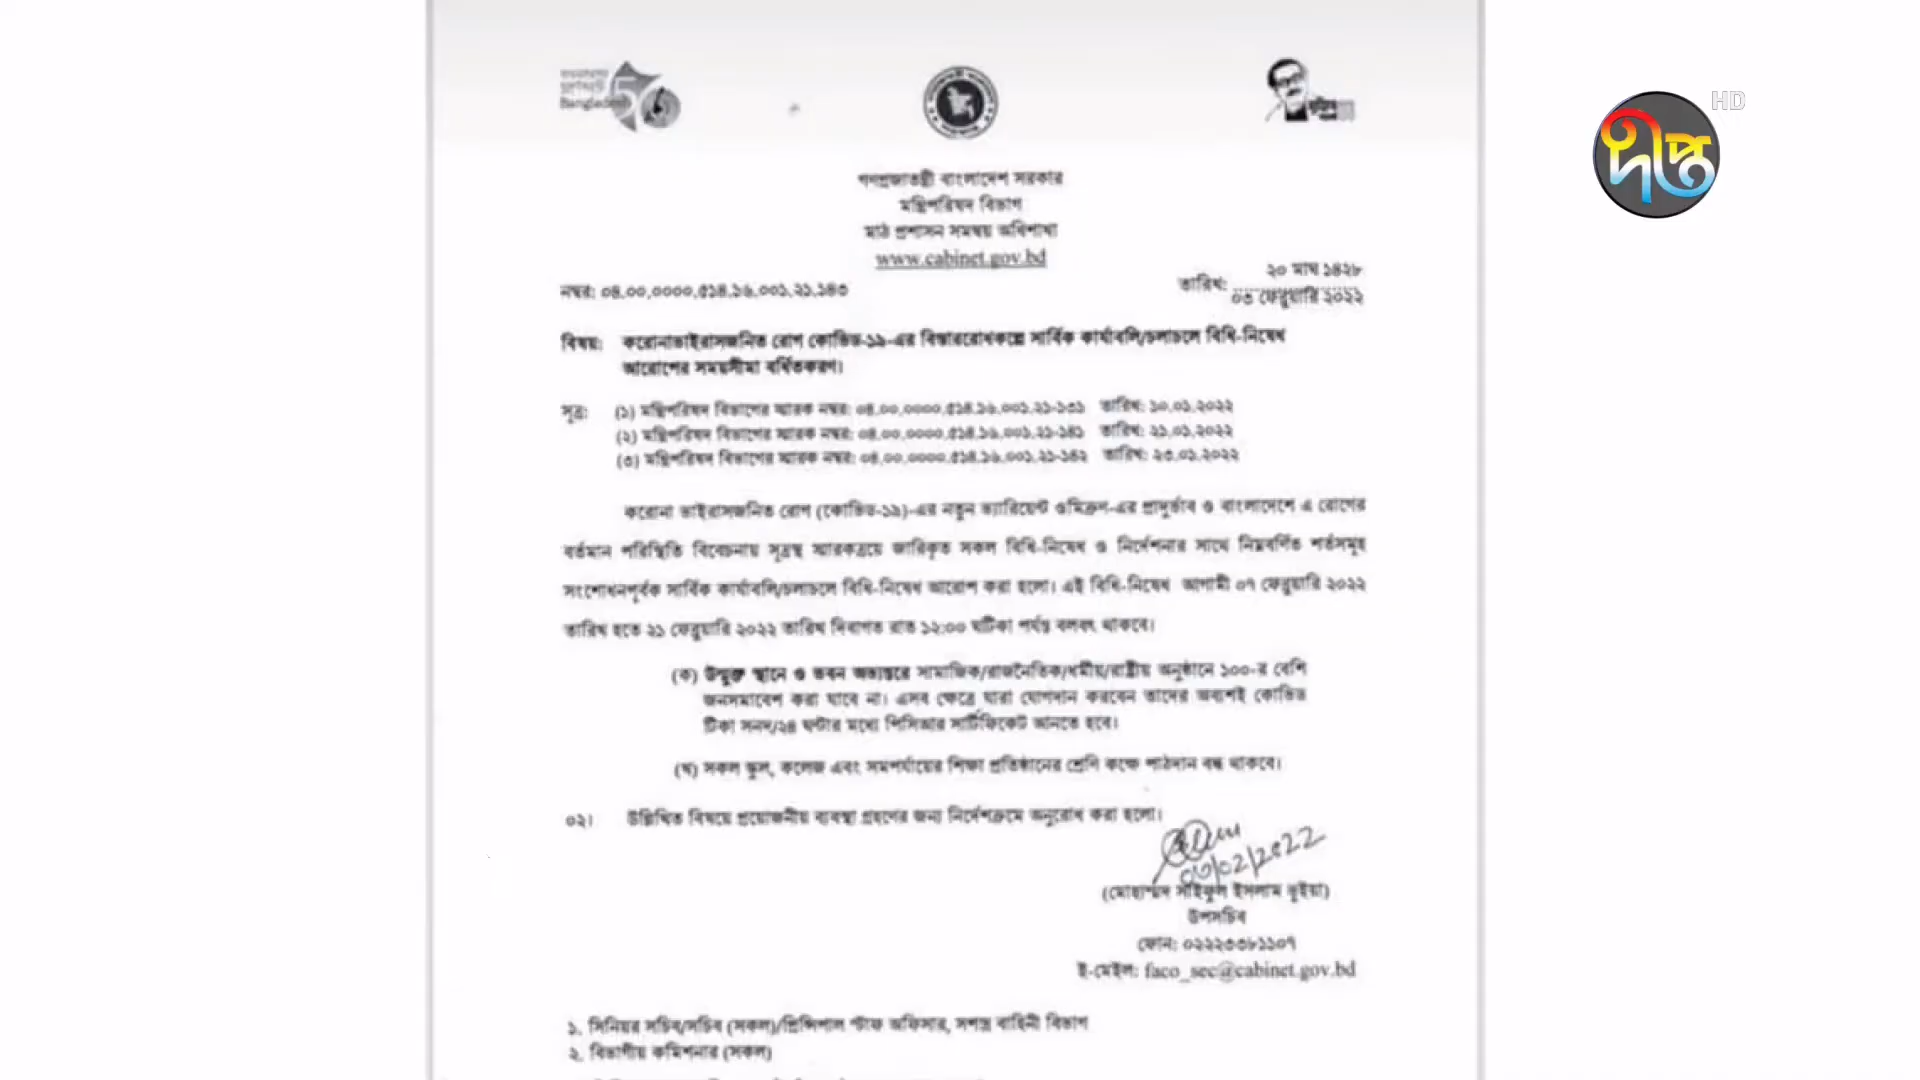 Bangladesh 50
দীপ্ত HD
গণপ্রজাতন্ত্রী বাংলাদেশ সরকার
মন্ত্রিপরিষদ বিভাগ
মাঠ প্রশাসন সমন্বয় অধিশাখা
www.cabinet.gov.bd
নম্বর: ০৪.০০.০০০০.৫১৪.১৬.০০১.২১.১৪৩
তারিখ: ২০ মাঘ ১৪২৮
০৩ ফেব্রুয়ারি ২০২২
বিষয়: করোনাভাইরাসজনিত রোগ কোভিড-১৯-এর বিস্তাররোধকল্পে সার্বিক কার্যাবলি/চলাচলে বিধি-নিষেধ
আরোপের সময়সীমা বর্ধিতকরণ।
সূত্র: (১) মন্ত্রিপরিষদ বিভাগের স্মারক নম্বর: ০৪.০০.০০০০.৫১৪.১৬.০০১.২১-১৩১ তারিখ: ১০.০১.২০২২
(২) মন্ত্রিপরিষদ বিভাগের স্মারক নম্বর: ০৪.০০.০০০০.৫১৪.১৬.০০১.২১-১৪১ তারিখ: ২১.০১.২০২২
(৩) মন্ত্রিপরিষদ বিভাগের স্মারক নম্বর: ০৪.০০.০০০০.৫১৪.১৬.০০১.২১-১৪২ তারিখ: ২৩.০১.২০২২
করোনা ভাইরাসজনিত রোগ (কোভিড-১৯)-এর নতুন ভ্যারিয়েন্ট ওমিক্রণ-এর প্রাদুর্ভাব ও বাংলাদেশে এ রোগের
বর্তমান পরিস্থিতি বিবেচনায় সূত্রস্থ স্মারকত্রয়ে জারিকৃত সকল বিধি-নিষেধ ও নির্দেশনার সাথে নিম্নবর্ণিত শর্তসমূহ
সংশোধনপূর্বক সার্বিক কার্যাবলি/চলাচলে বিধি-নিষেধ আরোপ করা হলো। এই বিধি-নিষেধ আগামী ০৭ ফেব্রুয়ারি ২০২২
তারিখ হতে ২১ ফেব্রুয়ারি ২০২২ তারিখ দিবাগত রাত ১২:০০ ঘটিকা পর্যন্ত বলবৎ থাকবে।
(ক) উন্মুক্ত স্থানে ও ভবন অভ্যন্তরে সামাজিক/রাজনৈতিক/ধর্মীয়/রাষ্ট্রীয় অনুষ্ঠানে ১০০-র বেশি
জনসমাবেশ করা যাবে না। এসব ক্ষেত্রে যারা যোগদান করবেন তাদের অবশ্যই কোভিড
টিকা সনদ/২৪ ঘণ্টার মধ্যে পিসিআর সার্টিফিকেট আনতে হবে।
(খ) সকল স্কুল, কলেজ এবং সমপর্যায়ের শিক্ষা প্রতিষ্ঠানের শ্রেণি কক্ষে পাঠদান বন্ধ থাকবে।
০২। উল্লিখিত বিষয়ে প্রয়োজনীয় ব্যবস্থা গ্রহণের জন্য নির্দেশক্রমে অনুরোধ করা হলো।
০৩/০২/২০২২
(মোহাম্মদ সাইফুল ইসলাম ভূইয়া)
উপসচিব
ফোন: ০২২২৩৩৮১১০৭
ই-মেইল: faco_sec@cabinet.gov.bd
১. সিনিয়র সচিব/সচিব (সকল)/প্রিন্সিপাল স্টাফ অফিসার, সশস্ত্র বাহিনী বিভাগ
২. বিভাগীয় কমিশনার (সকল)